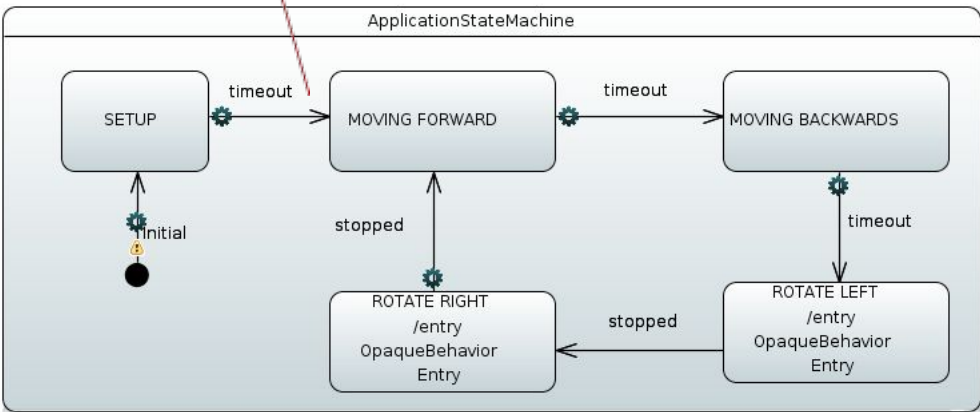 ApplicationStateMachine
timeout
timeout
SETUP
MOVING FORWARD
MOVING BACKWARDS
stopped
Initial
timeout
ROTATE RIGHT
/entry
OpaqueBehavior
Entry
stopped
ROTATE LEFT
/entry
OpaqueBehavior
Entry